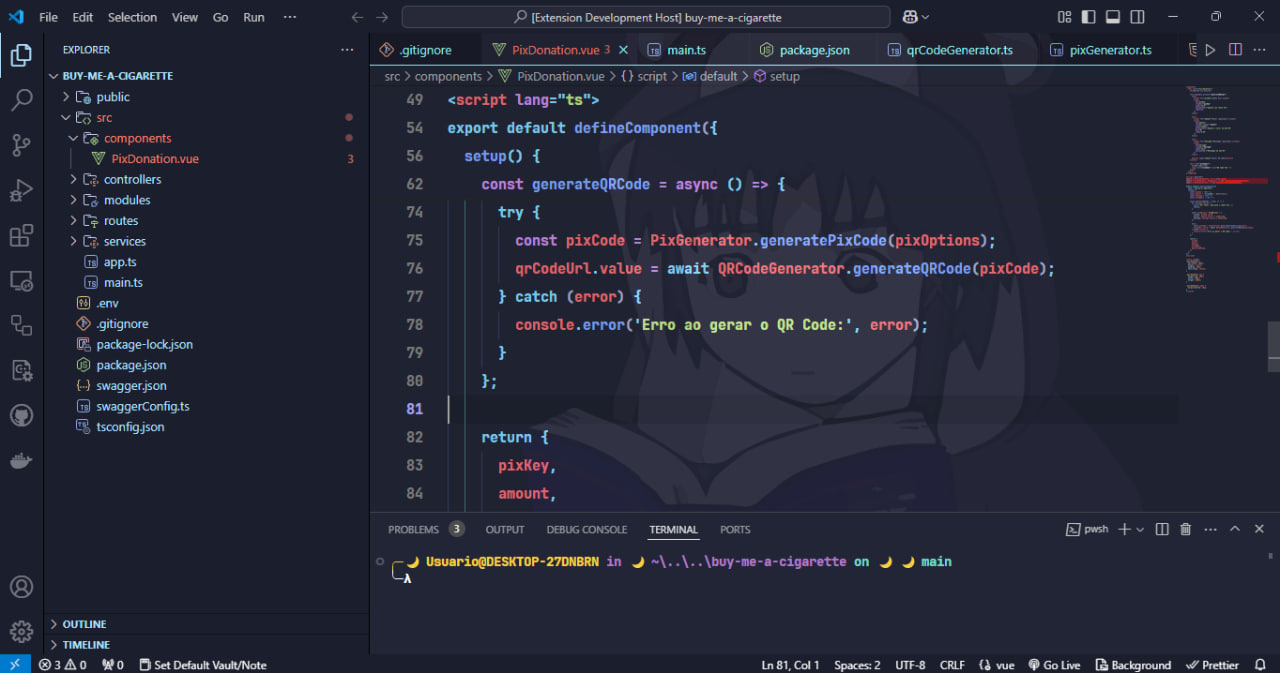 File Edit Selection View Go Run ···
[Extension Development Host] buy-me-a-cigarette
EXPLORER
.gitignore
PixDonation.vue 3
main.ts
package.json
qrCodeGenerator.ts
pixGenerator.ts
BUY-ME-A-CIGARETTE
public
src
components
PixDonation.vue 3
controllers
modules
routes
services
app.ts
main.ts
.env
.gitignore
package-lock.json
package.json
swagger.json
swaggerConfig.ts
tsconfig.json
OUTLINE
TIMELINE
src > components > PixDonation.vue > {} script > default > setup
49 <script lang="ts">
54 export default defineComponent({
56 setup() {
62 const generateQRCode = async () => {
74 try {
75 const pixCode = PixGenerator.generatePixCode(pixOptions);
76 qrCodeUrl.value = await QRCodeGenerator.generateQRCode(pixCode);
77 } catch (error) {
78 console.error('Erro ao gerar o QR Code:', error);
79 }
80 };
81
82 return {
83 pixKey,
84 amount,
PROBLEMS 3 OUTPUT DEBUG CONSOLE TERMINAL PORTS
pwsh
Usuario@DESKTOP-27DNBRN in ~\..\..\buy-me-a-cigarette on main
λ
3 0 0 Set Default Vault/Note
Ln 81, Col 1 Spaces: 2 UTF-8 CRLF vue Go Live Background Prettier